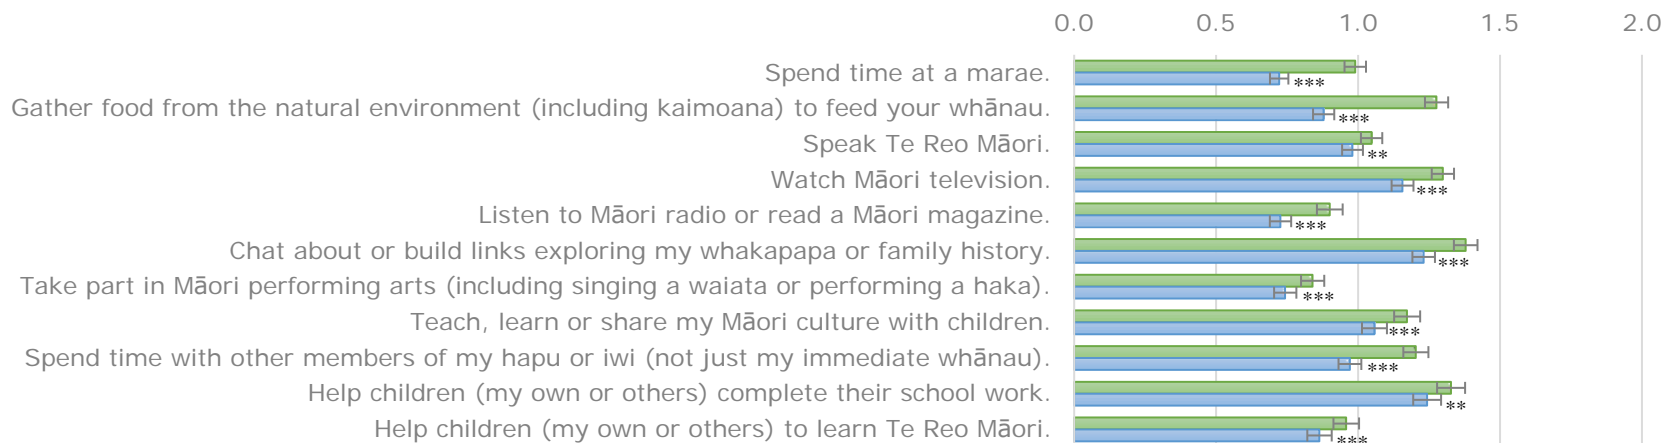 0.0 0.5 1.0 1.5 2.0
Spend time at a marae.
***
Gather food from the natural environment (including kaimoana) to feed your whānau.
***
Speak Te Reo Māori.
**
Watch Māori television.
***
Listen to Māori radio or read a Māori magazine.
***
Chat about or build links exploring my whakapapa or family history.
***
Take part in Māori performing arts (including singing a waiata or performing a haka).
***
Teach, learn or share my Māori culture with children.
***
Spend time with other members of my hapu or iwi (not just my immediate whānau).
***
Help children (my own or others) complete their school work.
**
Help children (my own or others) to learn Te Reo Māori.
***